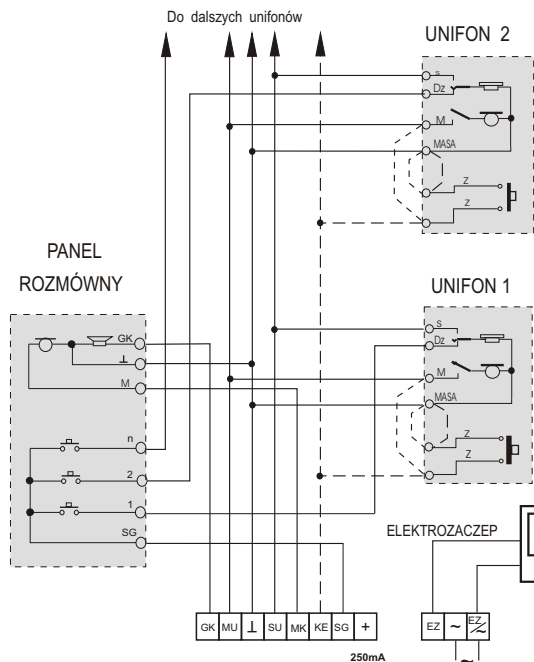 Do dalszych unifonów
UNIFON 2
s
Dz
M
MASA
Z
Z
PANEL
ROZMÓWNY
GK
⊥
M
n
2
1
SG
UNIFON 1
s
Dz
M
MASA
Z
Z
ELEKTROZACZEP
GK MU ⊥ SU MK KE SG +
EZ ~ EZ/~
250mA
~